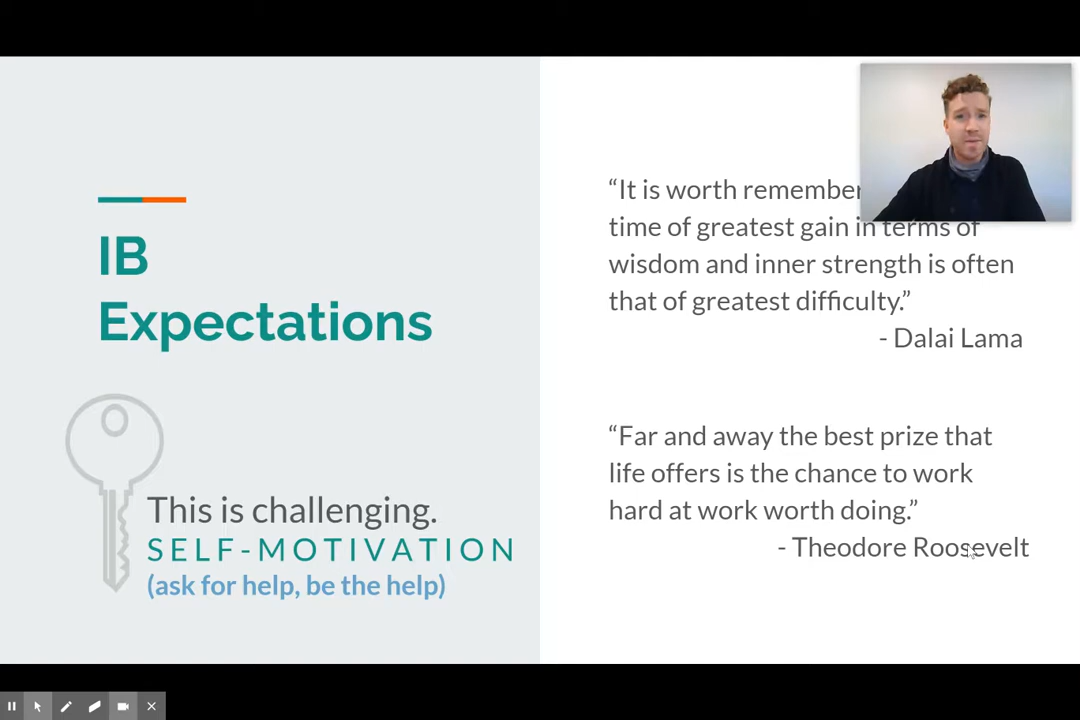 IB
Expectations
This is challenging.
SELF-MOTIVATION
(ask for help, be the help)
“It is worth remember
time of greatest gain in terms of
wisdom and inner strength is often
that of greatest difficulty.”
- Dalai Lama
“Far and away the best prize that
life offers is the chance to work
hard at work worth doing.”
- Theodore Roosevelt